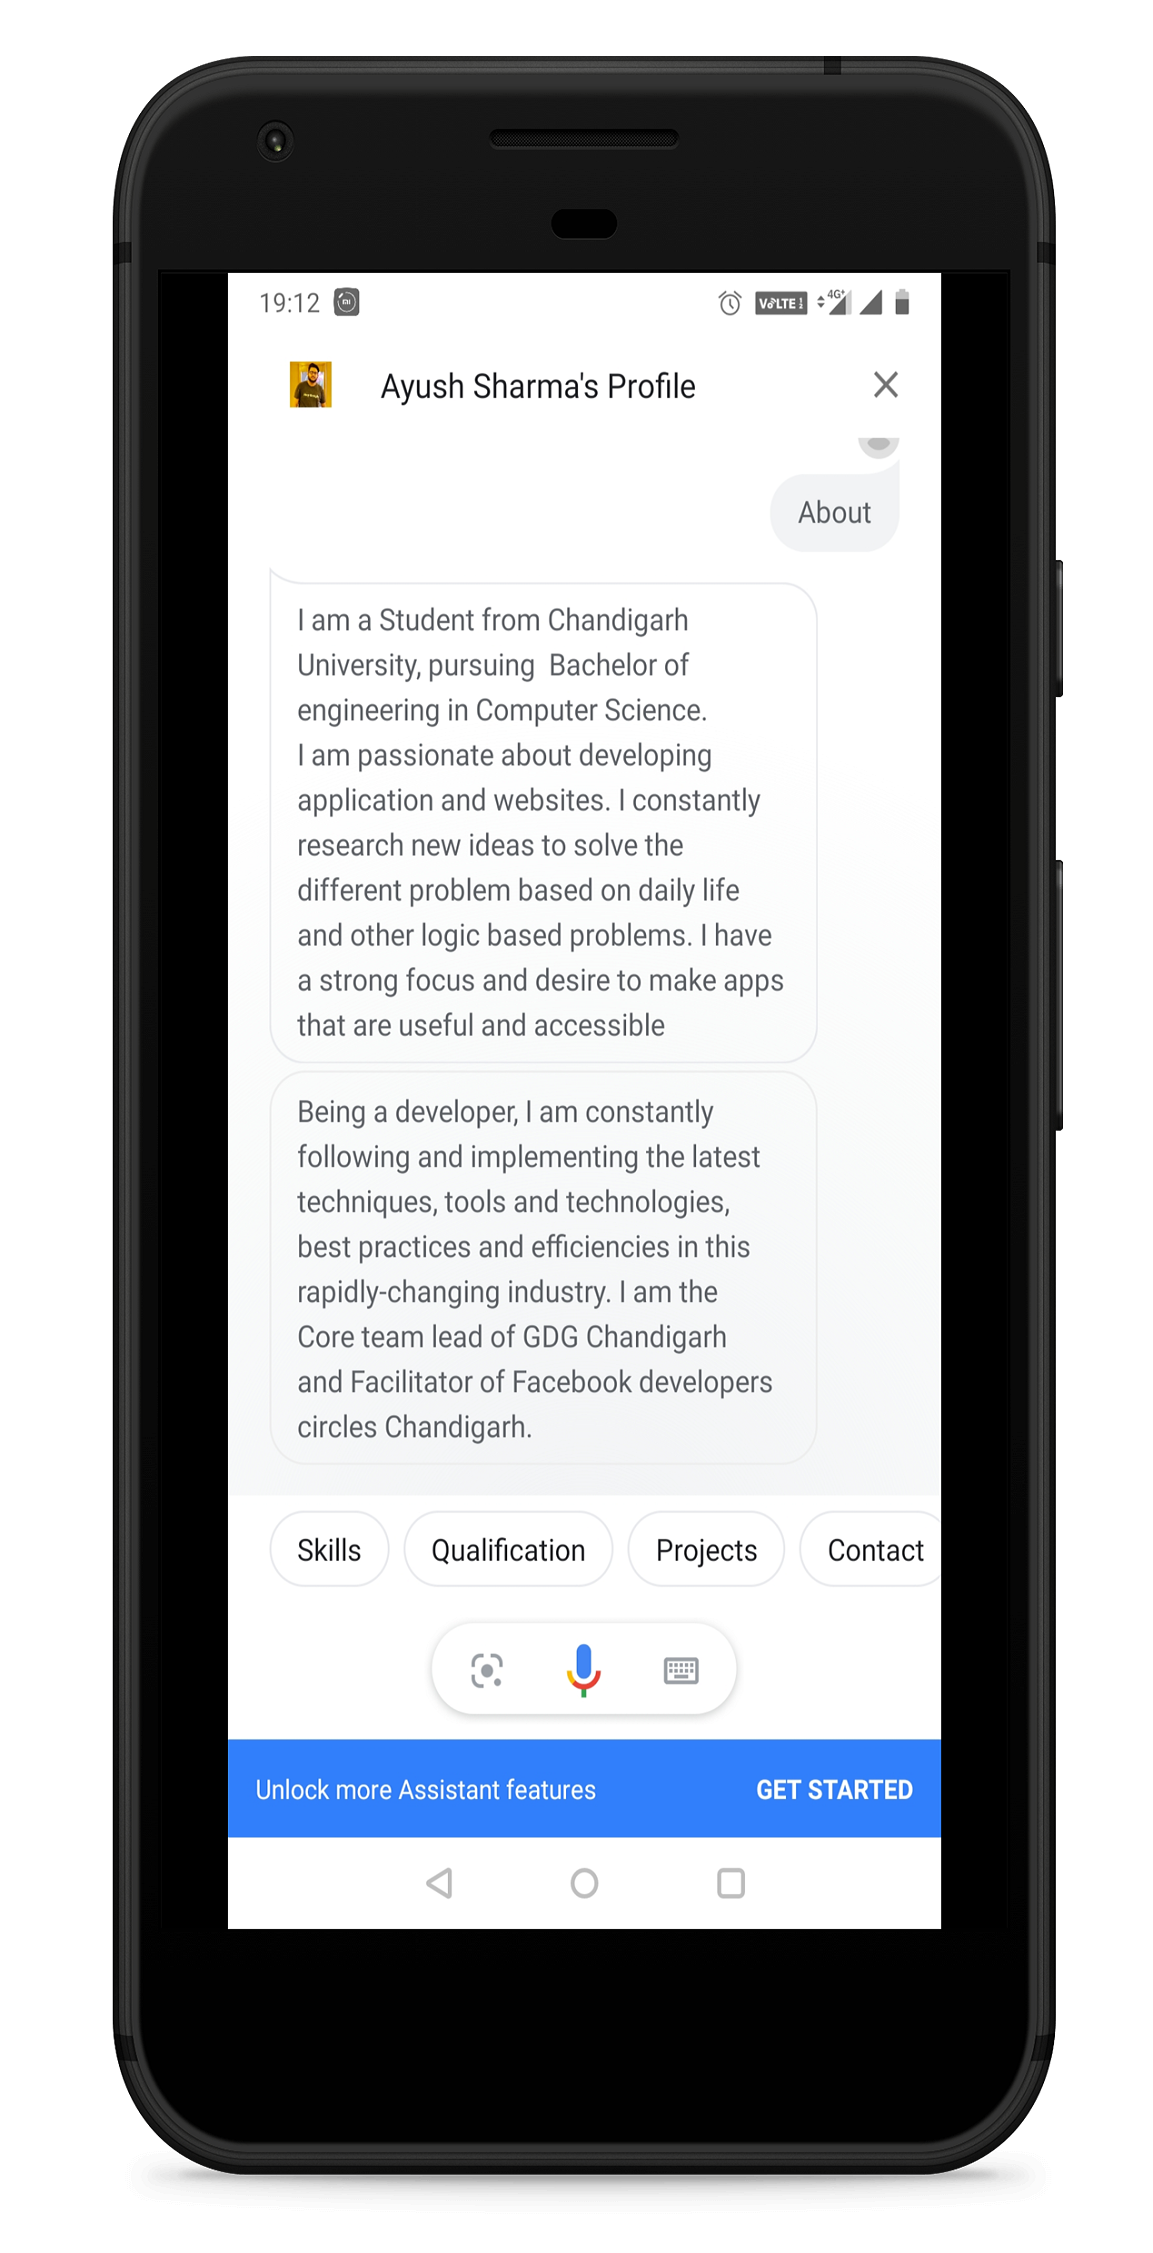 19:12 VoLTE 4G+
Ayush Sharma's Profile
About
I am a Student from Chandigarh
University, pursuing  Bachelor of
engineering in Computer Science.
I am passionate about developing
application and websites. I constantly
research new ideas to solve the
different problem based on daily life
and other logic based problems. I have
a strong focus and desire to make apps
that are useful and accessible
Being a developer, I am constantly
following and implementing the latest
techniques, tools and technologies,
best practices and efficiencies in this
rapidly-changing industry. I am the
Core team lead of GDG Chandigarh
and Facilitator of Facebook developers
circles Chandigarh.
Skills Qualification Projects Contact
Unlock more Assistant features GET STARTED